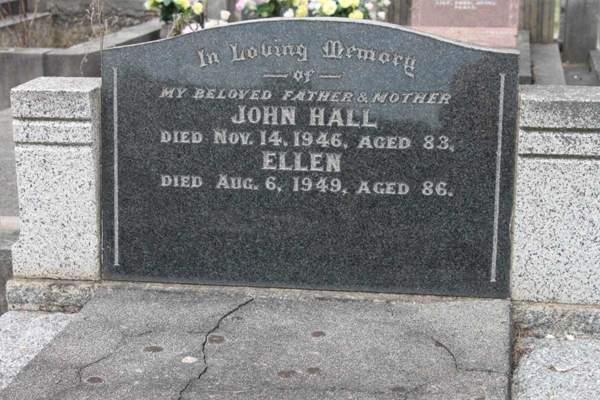 In Loving Memory
of
MY BELOVED FATHER & MOTHER
JOHN HALL
DIED NOV. 14, 1946, AGED 83,
ELLEN
DIED AUG. 6, 1949, AGED 86.